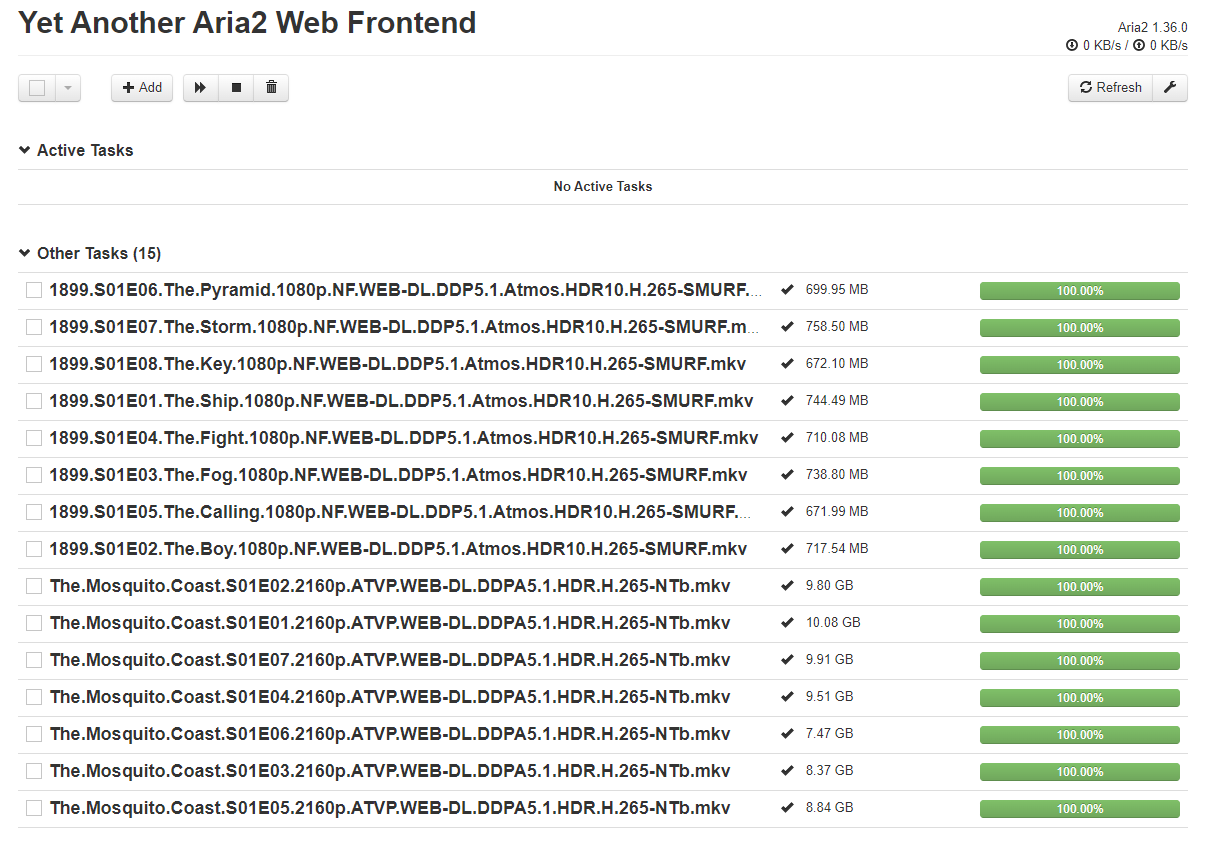 Yet Another Aria2 Web Frontend
Aria2 1.36.0
0 KB/s / 0 KB/s
Add
Refresh
Active Tasks
No Active Tasks
Other Tasks (15)
1899.S01E06.The.Pyramid.1080p.NF.WEB-DL.DDP5.1.Atmos.HDR10.H.265-SMURF.... 699.95 MB 100.00%
1899.S01E07.The.Storm.1080p.NF.WEB-DL.DDP5.1.Atmos.HDR10.H.265-SMURF.m... 758.50 MB 100.00%
1899.S01E08.The.Key.1080p.NF.WEB-DL.DDP5.1.Atmos.HDR10.H.265-SMURF.mkv 672.10 MB 100.00%
1899.S01E01.The.Ship.1080p.NF.WEB-DL.DDP5.1.Atmos.HDR10.H.265-SMURF.mkv 744.49 MB 100.00%
1899.S01E04.The.Fight.1080p.NF.WEB-DL.DDP5.1.Atmos.HDR10.H.265-SMURF.mkv 710.08 MB 100.00%
1899.S01E03.The.Fog.1080p.NF.WEB-DL.DDP5.1.Atmos.HDR10.H.265-SMURF.mkv 738.80 MB 100.00%
1899.S01E05.The.Calling.1080p.NF.WEB-DL.DDP5.1.Atmos.HDR10.H.265-SMURF.... 671.99 MB 100.00%
1899.S01E02.The.Boy.1080p.NF.WEB-DL.DDP5.1.Atmos.HDR10.H.265-SMURF.mkv 717.54 MB 100.00%
The.Mosquito.Coast.S01E02.2160p.ATVP.WEB-DL.DDPA5.1.HDR.H.265-NTb.mkv 9.80 GB 100.00%
The.Mosquito.Coast.S01E01.2160p.ATVP.WEB-DL.DDPA5.1.HDR.H.265-NTb.mkv 10.08 GB 100.00%
The.Mosquito.Coast.S01E07.2160p.ATVP.WEB-DL.DDPA5.1.HDR.H.265-NTb.mkv 9.91 GB 100.00%
The.Mosquito.Coast.S01E04.2160p.ATVP.WEB-DL.DDPA5.1.HDR.H.265-NTb.mkv 9.51 GB 100.00%
The.Mosquito.Coast.S01E06.2160p.ATVP.WEB-DL.DDPA5.1.HDR.H.265-NTb.mkv 7.47 GB 100.00%
The.Mosquito.Coast.S01E03.2160p.ATVP.WEB-DL.DDPA5.1.HDR.H.265-NTb.mkv 8.37 GB 100.00%
The.Mosquito.Coast.S01E05.2160p.ATVP.WEB-DL.DDPA5.1.HDR.H.265-NTb.mkv 8.84 GB 100.00%